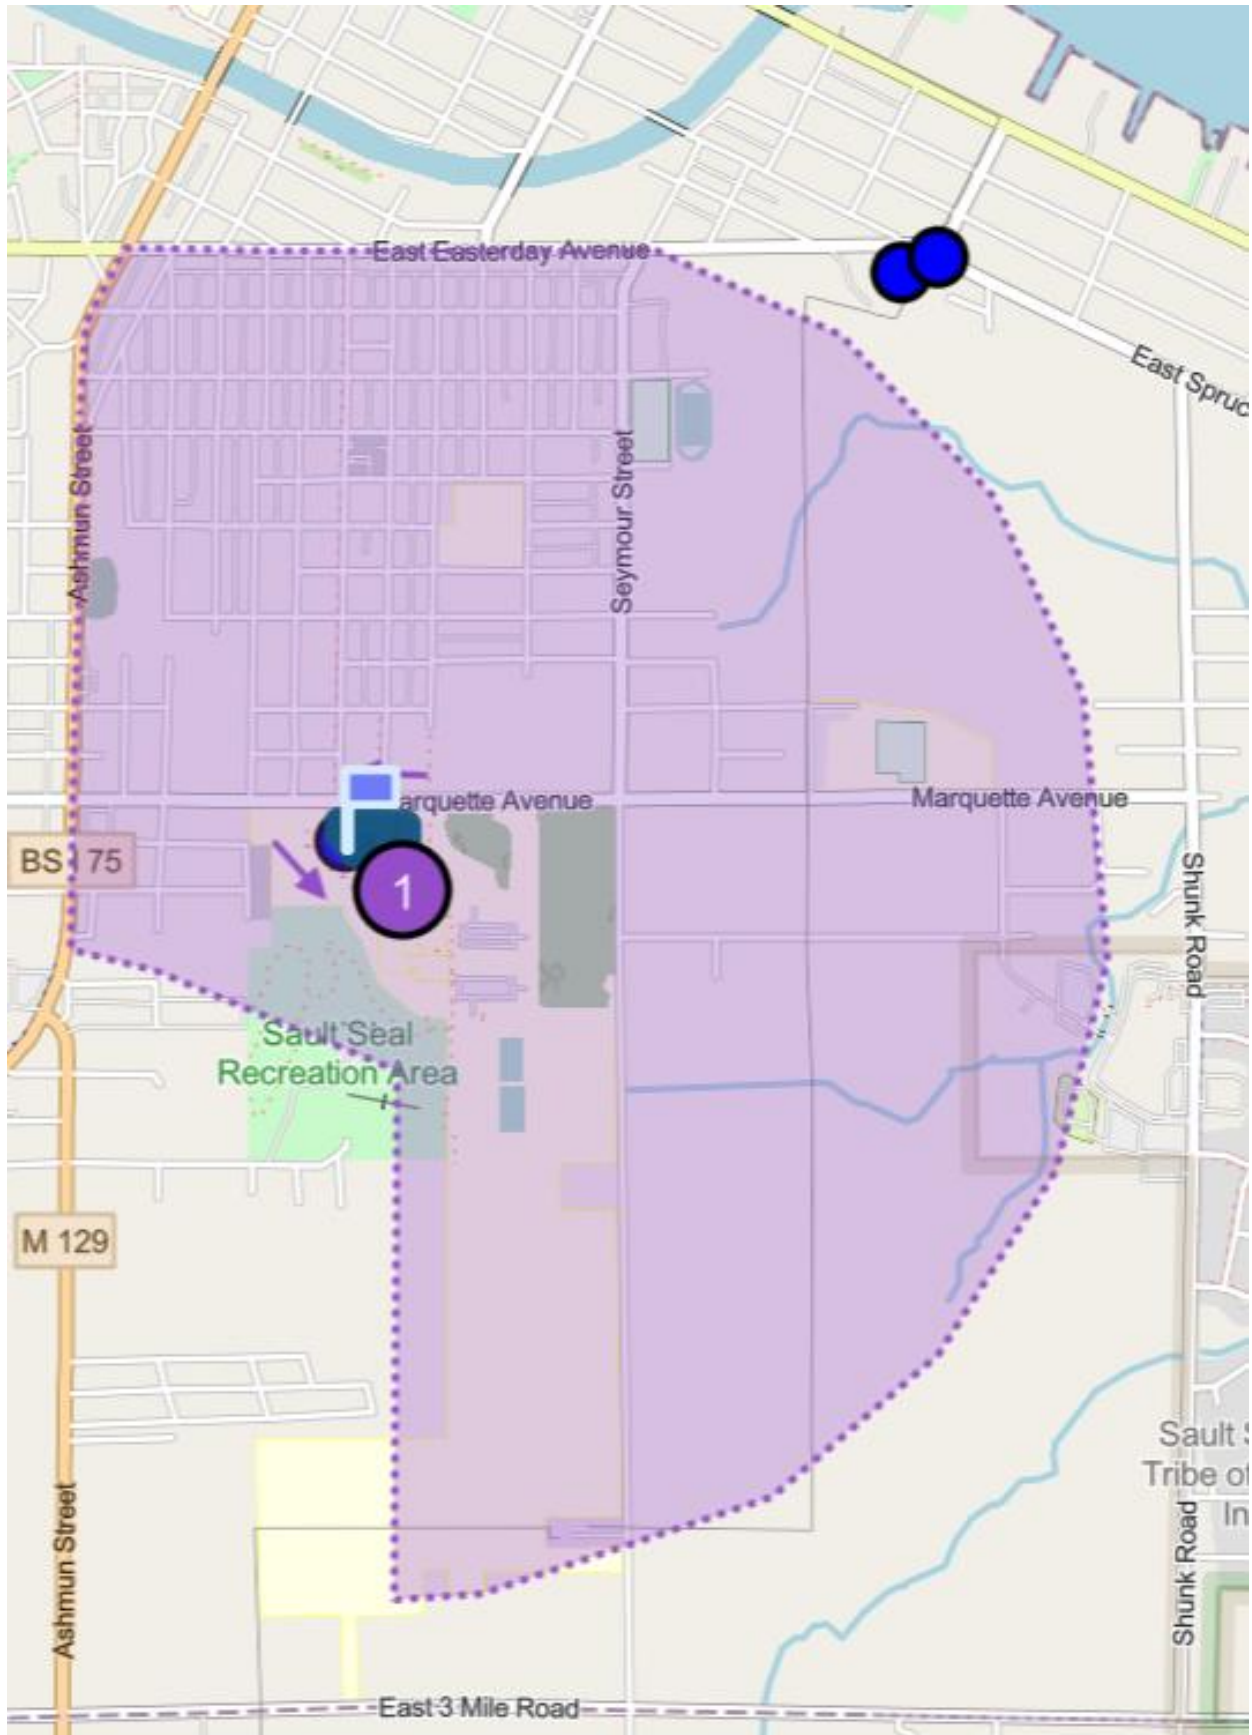 East Easterday Avenue
East Spruc
Ashmun Street
Seymour Street
arquette Avenue
Marquette Avenue
BS I 75
1
Shunk Road
Sault Seal
Recreation Area
M 129
Sault S
Tribe of
In
Ashmun Street
Shunk Road
East 3 Mile Road